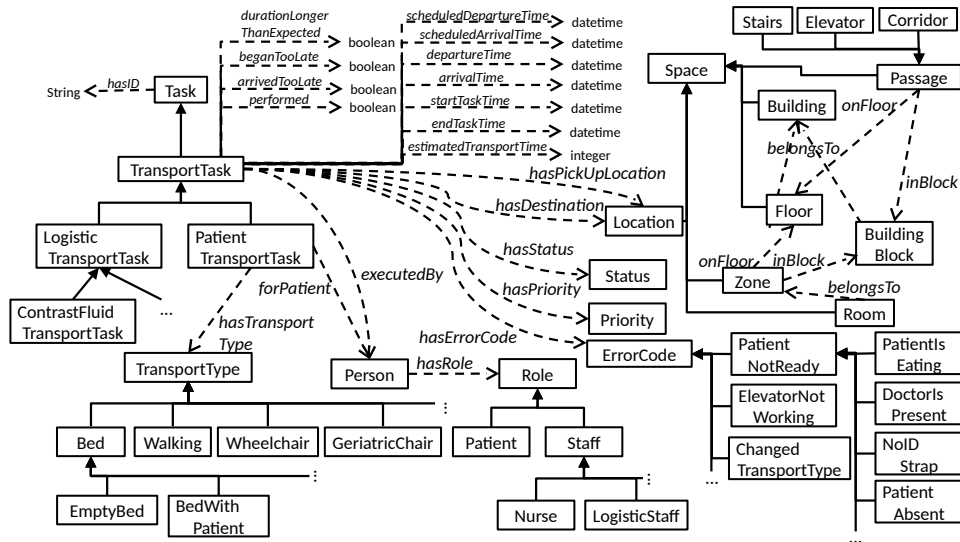 durationLonger
ThanExpected
boolean
beganTooLate
boolean
arrivedTooLate
boolean
performed
boolean
scheduledDepartureTime
datetime
scheduledArrivalTime
datetime
departureTime
datetime
arrivalTime
datetime
startTaskTime
datetime
endTaskTime
datetime
estimatedTransportTime
integer
Stairs
Elevator
Corridor
Space
Passage
Building
onFloor
belongsTo
inBlock
String
hasID
Task
TransportTask
hasPickUpLocation
hasDestination
Location
Floor
Building
Block
Logistic
TransportTask
Patient
TransportTask
hasStatus
Status
onFloor
inBlock
Zone
belongsTo
Room
executedBy
forPatient
hasPriority
Priority
ContrastFluid
TransportTask
...
hasTransport
Type
hasErrorCode
ErrorCode
Patient
NotReady
PatientIs
Eating
TransportType
Person
hasRole
Role
ElevatorNot
Working
DoctorIs
Present
...
Bed
Walking
Wheelchair
GeriatricChair
Patient
Staff
Changed
TransportType
NoID
Strap
...
...
...
EmptyBed
BedWith
Patient
Nurse
LogisticStaff
Patient
Absent
...